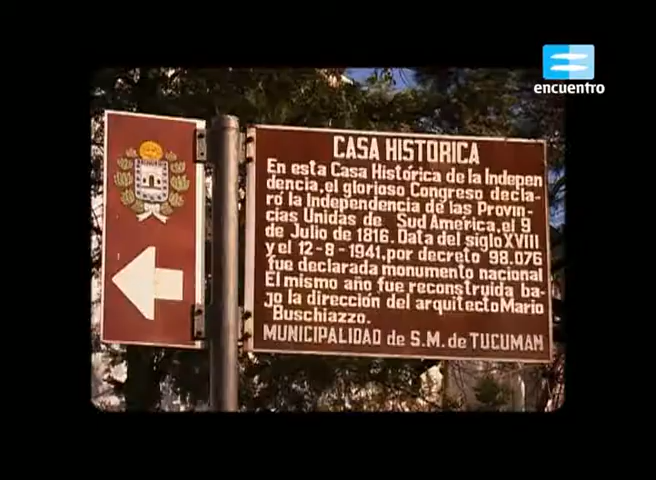 encuentro
CASA HISTORICA
En esta Casa Histórica de la Indepen
dencia, el glorioso Congreso decla-
ró la Independencia de las Provin-
cias Unidas de Sud América, el 9
de Julio de 1816. Data del siglo XVIII
y el 12-8-1941, por decreto 98.076
fue declarada monumento nacional
El mismo año fue reconstruida ba-
jo la dirección del arquitecto Mario
Buschiazzo.
MUNICIPALIDAD de S.M. de TUCUMAN